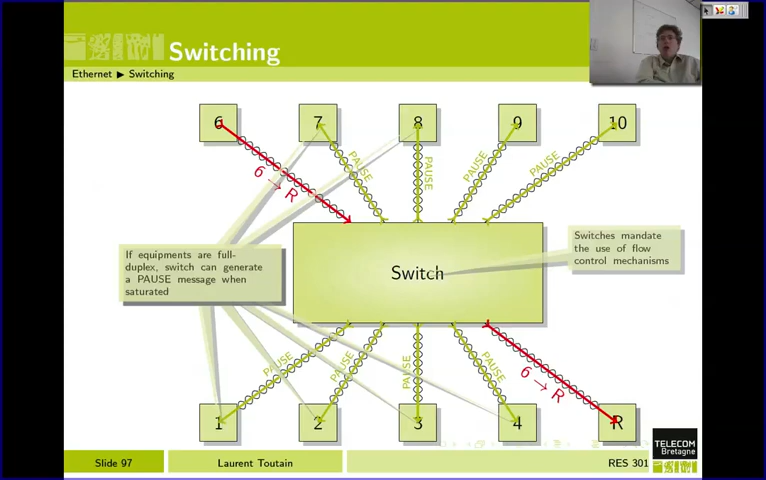 Switching
Ethernet ▶ Switching
6
7
8
9
10
6 → R
PAUSE
PAUSE
PAUSE
PAUSE
If equipments are full-
duplex, switch can generate
a PAUSE message when
saturated
Switch
Switches mandate
the use of flow
control mechanisms
PAUSE
PAUSE
PAUSE
PAUSE
6 → R
1
2
3
4
R
Slide 97
Laurent Toutain
RES 301
TELECOM
Bretagne